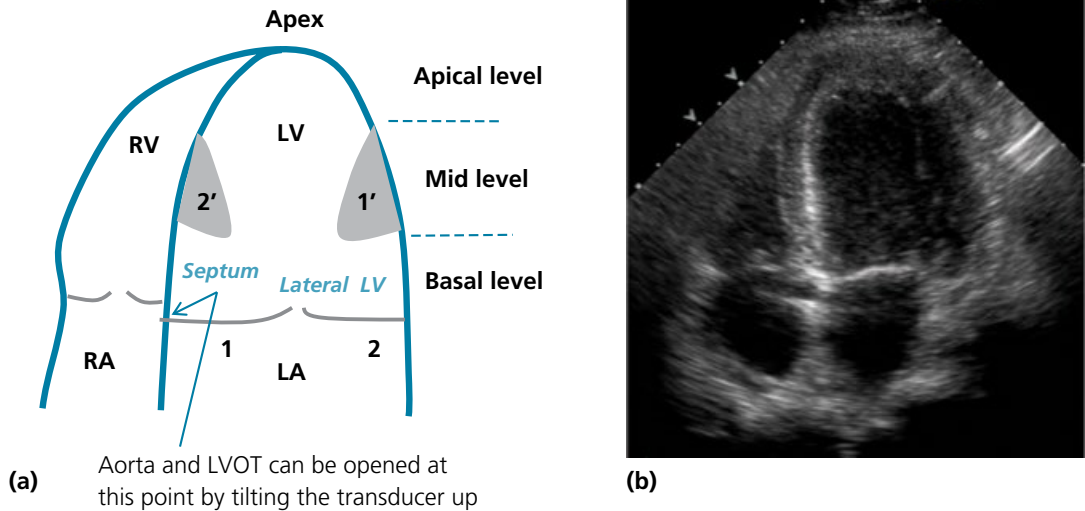 Apex
Apical level
RV
LV
Mid level
2’
1’
Septum
Lateral LV
Basal level
1
2
RA
LA
Aorta and LVOT can be opened at
this point by tilting the transducer up
(a)
(b)